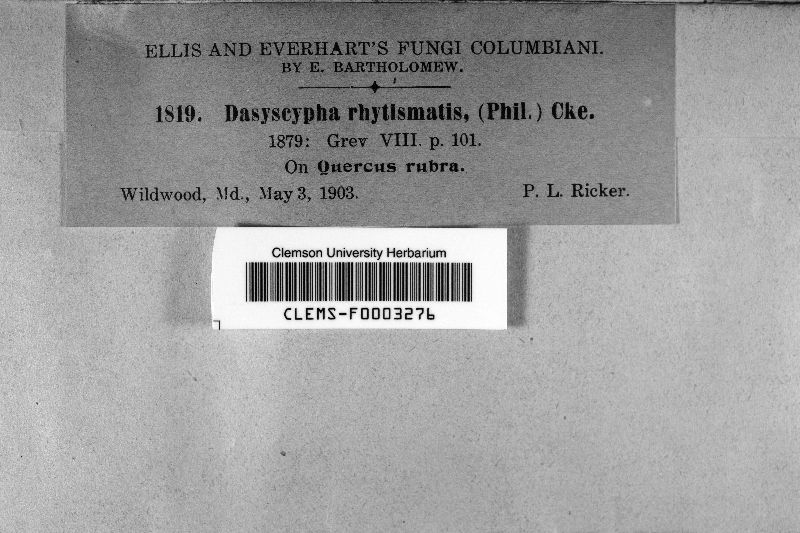 ELLIS AND EVERHART'S FUNGI COLUMBIANI.
BY E. BARTHOLOMEW.
1819. Dasyscypha rhytismatis, (Phil.) Cke.
1879: Grev VIII. p. 101.
On Quercus rubra.
Wildwood, Md., May 3, 1903. P. L. Ricker.
Clemson University Herbarium
CLEMS-F0003276